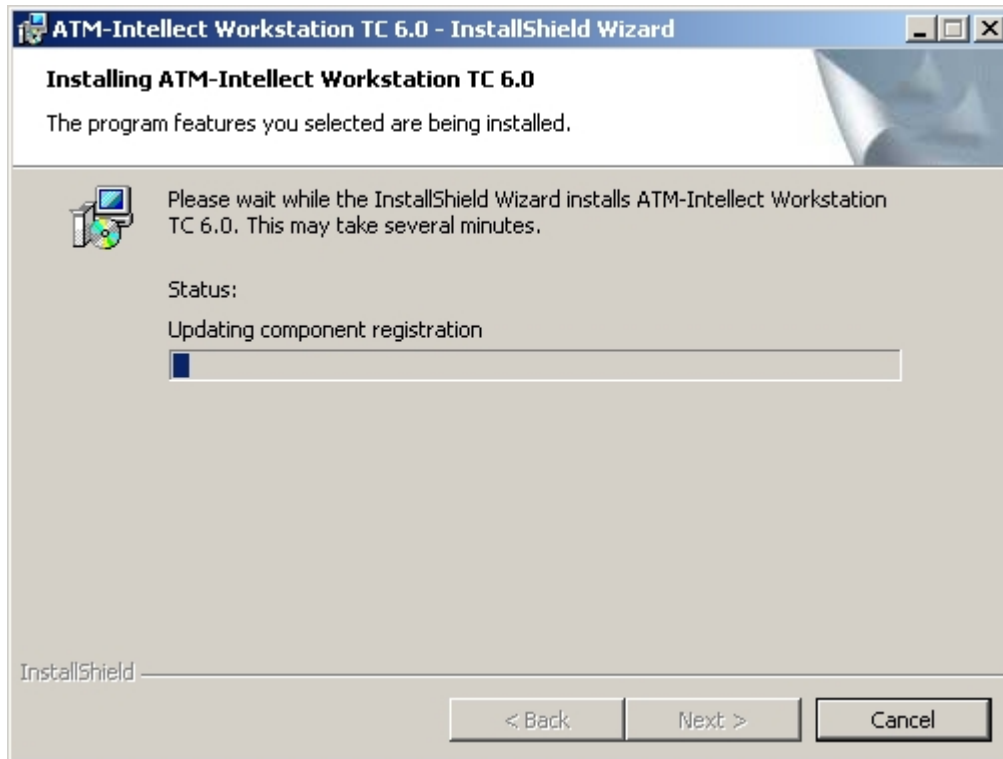 ATM-Intellect Workstation TC 6.0 - InstallShield Wizard
Installing ATM-Intellect Workstation TC 6.0
The program features you selected are being installed.
Please wait while the InstallShield Wizard installs ATM-Intellect Workstation
TC 6.0. This may take several minutes.
Status:
Updating component registration
InstallShield
< Back
Next >
Cancel